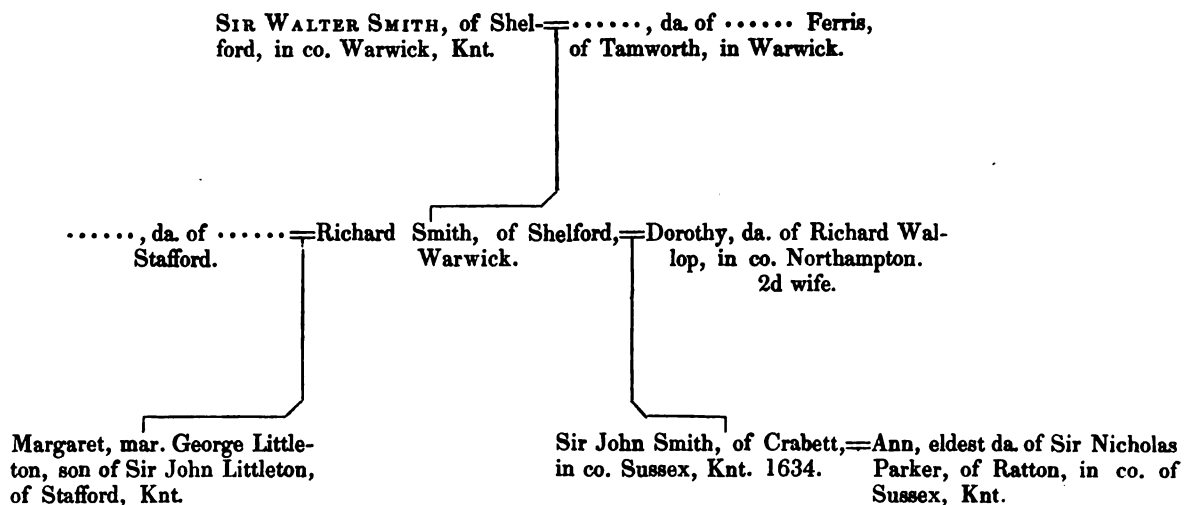 SIR WALTER SMITH, of Shel-
ford, in co. Warwick, Knt.
······, da. of ······ Ferris,
of Tamworth, in Warwick.
······, da. of ······
Stafford.
Richard Smith, of Shelford,
Warwick.
Dorothy, da. of Richard Wal-
lop, in co. Northampton.
2d wife.
Margaret, mar. George Little-
ton, son of Sir John Littleton,
of Stafford, Knt.
Sir John Smith, of Crabett,
in co. Sussex, Knt. 1634.
Ann, eldest da. of Sir Nicholas
Parker, of Ratton, in co. of
Sussex, Knt.